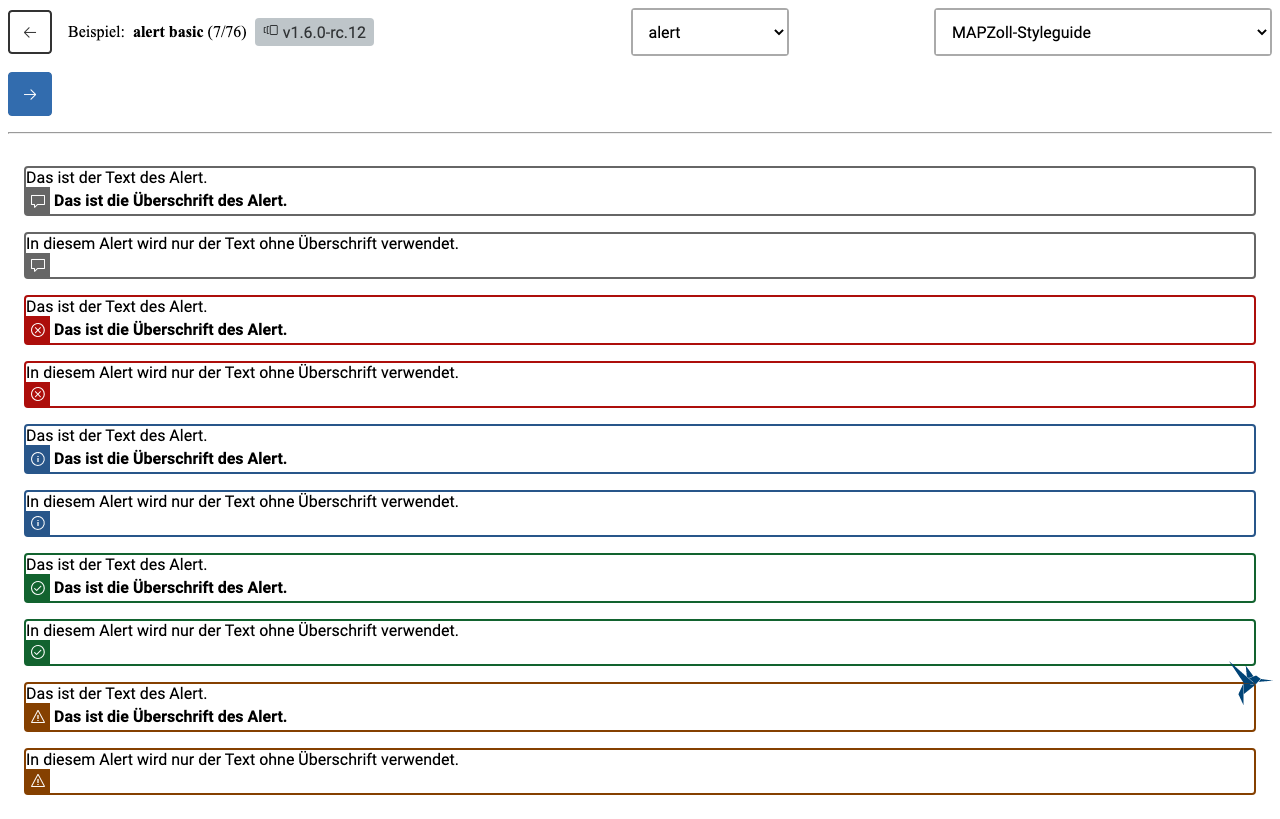 Beispiel: alert basic (7/76) v1.6.0-rc.12 alert MAPZoll-Styleguide
Das ist der Text des Alert.
Das ist die Überschrift des Alert.
In diesem Alert wird nur der Text ohne Überschrift verwendet.
Das ist der Text des Alert.
Das ist die Überschrift des Alert.
In diesem Alert wird nur der Text ohne Überschrift verwendet.
Das ist der Text des Alert.
Das ist die Überschrift des Alert.
In diesem Alert wird nur der Text ohne Überschrift verwendet.
Das ist der Text des Alert.
Das ist die Überschrift des Alert.
In diesem Alert wird nur der Text ohne Überschrift verwendet.
Das ist der Text des Alert.
Das ist die Überschrift des Alert.
In diesem Alert wird nur der Text ohne Überschrift verwendet.